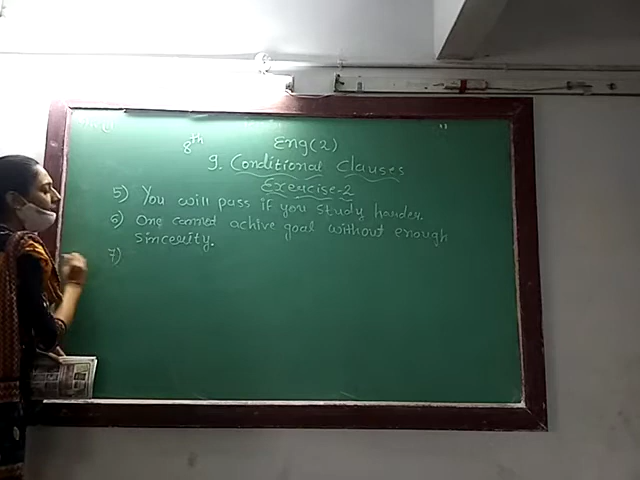 8th Eng(2)
9. Conditional Clauses
Exercise-2
5) You will pass if you study harder.
6) One cannot achive goal without enough
sincerity.
7)